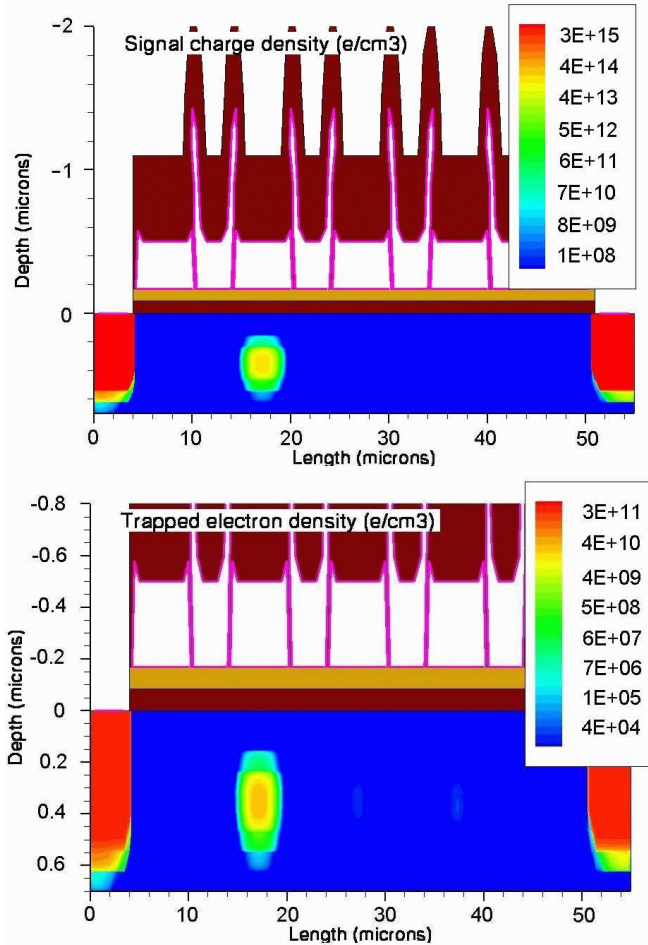 -2
Signal charge density (e/cm3)
3E+15
4E+14
4E+13
5E+12
6E+11
7E+10
8E+09
1E+08
Depth (microns)
-1
0
0
10
20
30
40
50
Length (microns)
-0.8
Trapped electron density (e/cm3)
3E+11
4E+10
4E+09
5E+08
6E+07
7E+06
1E+05
4E+04
-0.6
-0.4
-0.2
Depth (microns)
0
0.2
0.4
0.6
0
10
20
30
40
50
Length (microns)